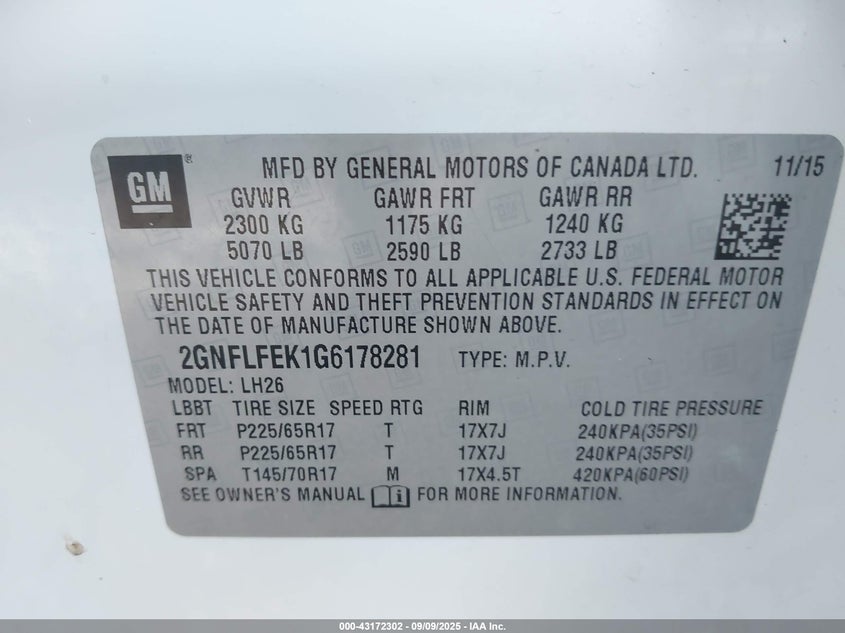 GM ® MFD BY GENERAL MOTORS OF CANADA LTD. 11/15
GVWR GAWR FRT GAWR RR
2300 KG 1175 KG 1240 KG
5070 LB 2590 LB 2733 LB
THIS VEHICLE CONFORMS TO ALL APPLICABLE U.S. FEDERAL MOTOR
VEHICLE SAFETY AND THEFT PREVENTION STANDARDS IN EFFECT ON
THE DATE OF MANUFACTURE SHOWN ABOVE.
2GNFLFEK1G6178281 TYPE: M.P.V.
MODEL: LH26
LBBT TIRE SIZE SPEED RTG RIM COLD TIRE PRESSURE
FRT P225/65R17 T 17X7J 240KPA(35PSI)
RR P225/65R17 T 17X7J 240KPA(35PSI)
SPA T145/70R17 M 17X4.5T 420KPA(60PSI)
SEE OWNER'S MANUAL FOR MORE INFORMATION.
000-43172302 - 09/09/2025 - IAA Inc.